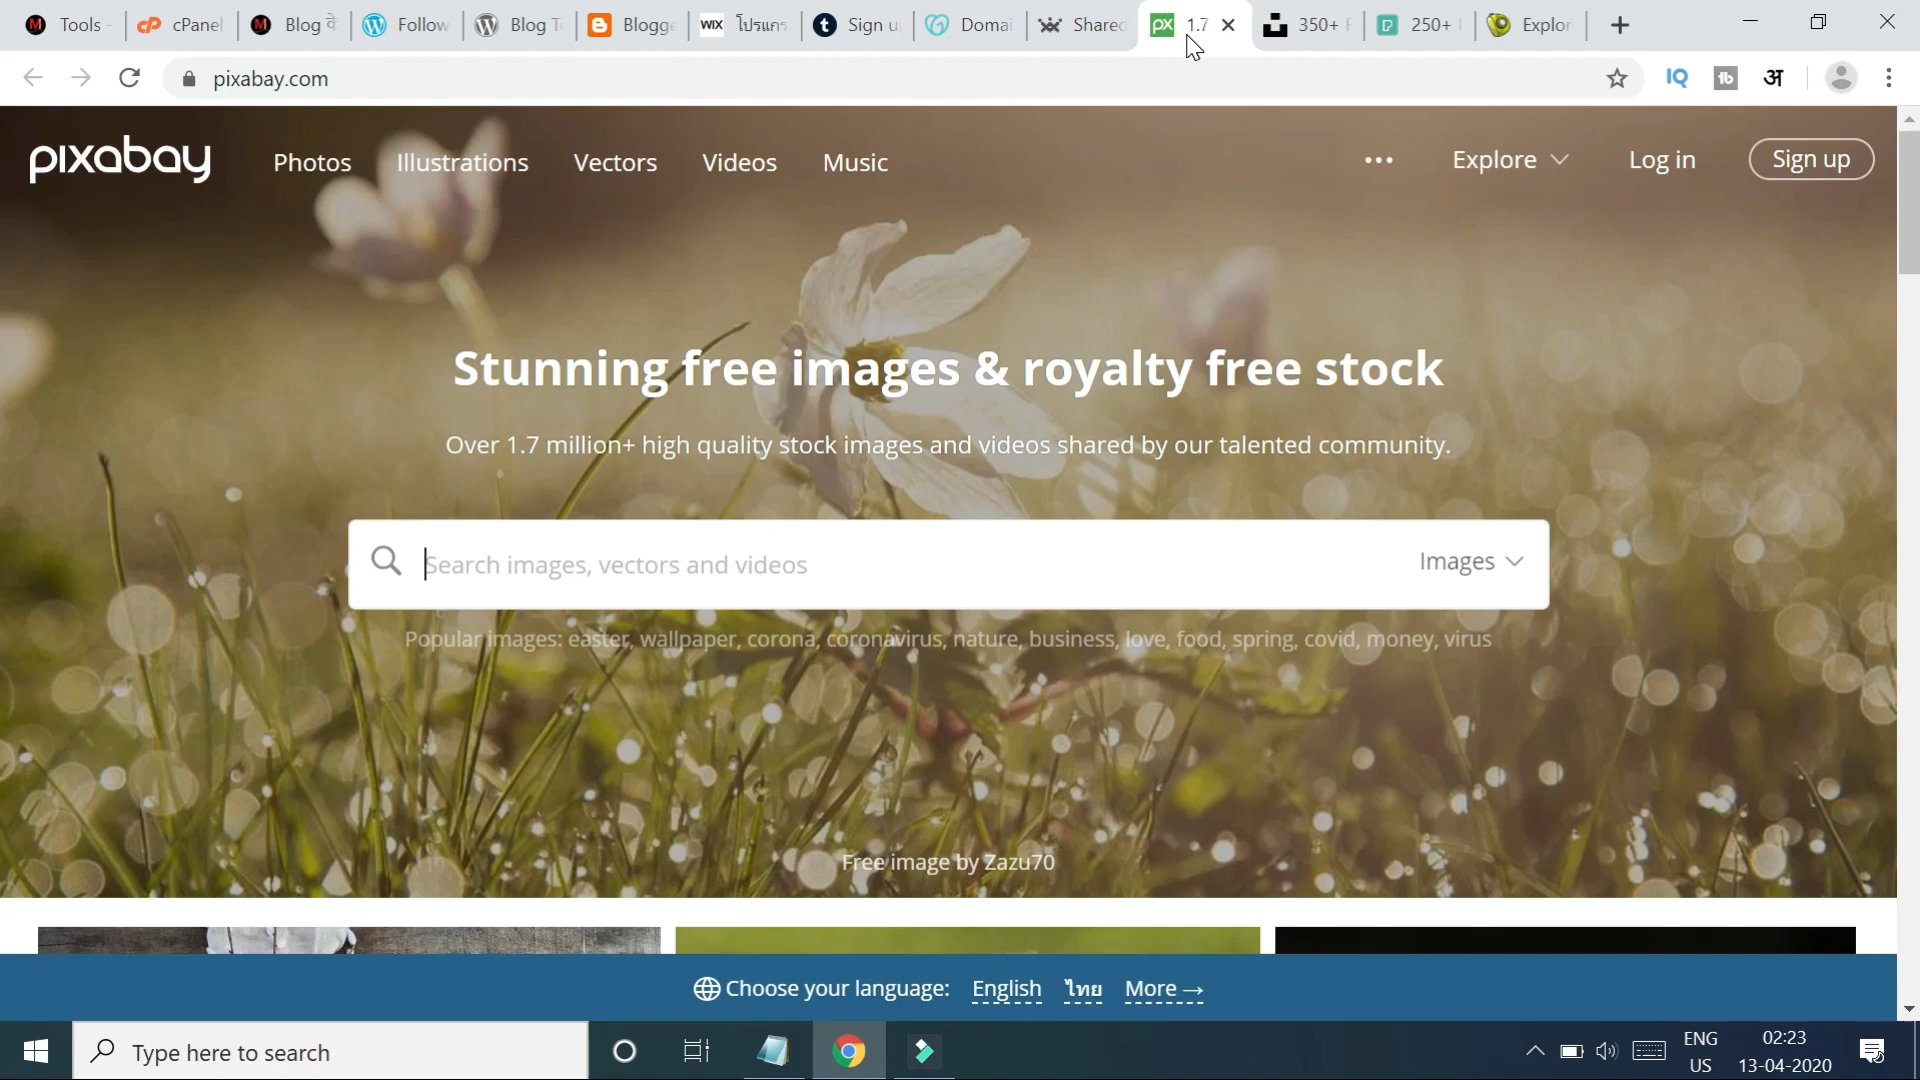 Tools - cPanel Blog के Follow Blog To Blogge WIX โปรแกร Sign u Domai Shared 1.7 350+ F 250+ Explor
pixabay.com
IQ tb अ
pixabay Photos Illustrations Vectors Videos Music ••• Explore Log in Sign up
Stunning free images & royalty free stock
Over 1.7 million+ high quality stock images and videos shared by our talented community.
Search images, vectors and videos Images
Popular images: easter, wallpaper, corona, coronavirus, nature, business, love, food, spring, covid, money, virus
Free image by Zazu70
Choose your language: English ไทย More →
Type here to search
ENG 02:23
US 13-04-2020